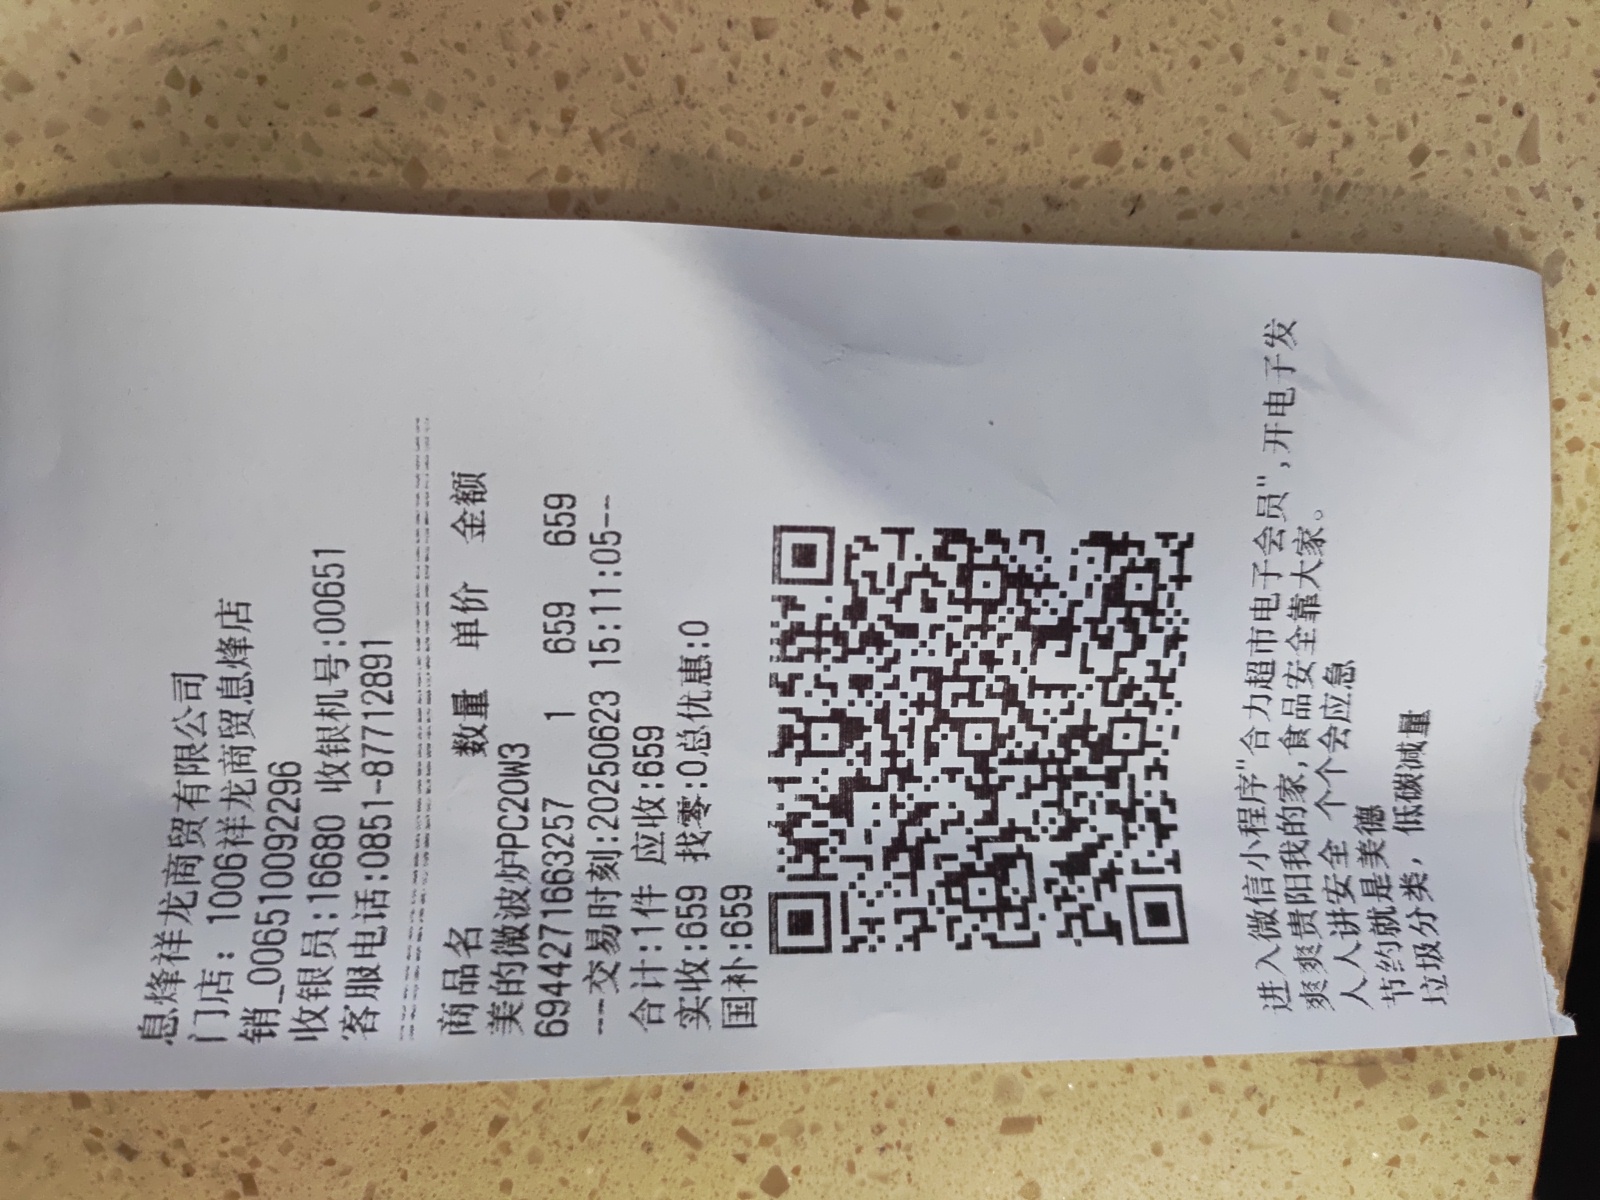 息烽祥龙商贸有限公司
门店: 1006祥龙商贸息烽店
销_00651009229​6
收银员:16680 收银机号:00651
客服电话:0851-87712891
商品名 数量 单价 金额
美的微波炉PC20W3
6944271663257 1 659 659
---交易时刻:20250623 15:11:05---
合计:1件 应收:659
实收:659 找零:0总优惠:0
国补:659
进入微信小程序"合力超市电子会员",开电子发
爽爽贵阳我的家,食品安全靠大家。
人人讲安全 个个会应急
节约就是美德
垃圾分类，低碳减量